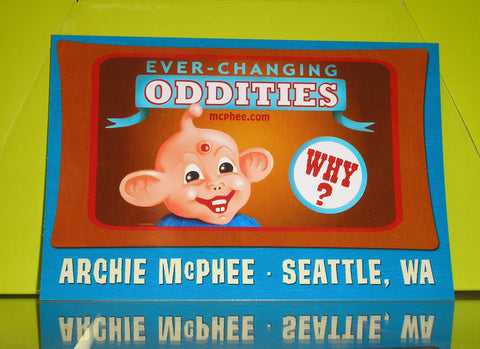 EVER-CHANGING
ODDITIES
mcphee.com
WHY
?
ARCHIE McPHEE · SEATTLE, WA